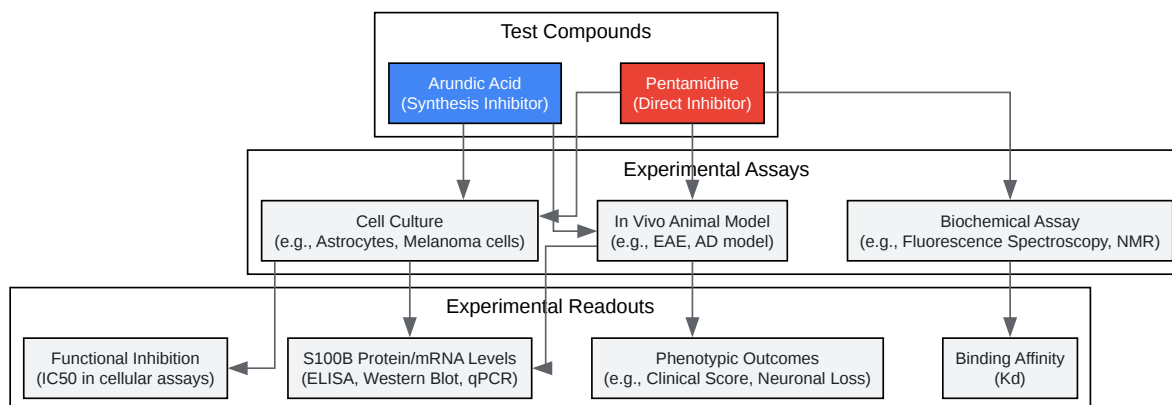 Test Compounds
Arundic Acid
(Synthesis Inhibitor)
Pentamidine
(Direct Inhibitor)
Experimental Assays
Cell Culture
(e.g., Astrocytes, Melanoma cells)
In Vivo Animal Model
(e.g., EAE, AD model)
Biochemical Assay
(e.g., Fluorescence Spectroscopy, NMR)
Experimental Readouts
Functional Inhibition
(IC50 in cellular assays)
S100B Protein/mRNA Levels
(ELISA, Western Blot, qPCR)
Phenotypic Outcomes
(e.g., Clinical Score, Neuronal Loss)
Binding Affinity
(Kd)